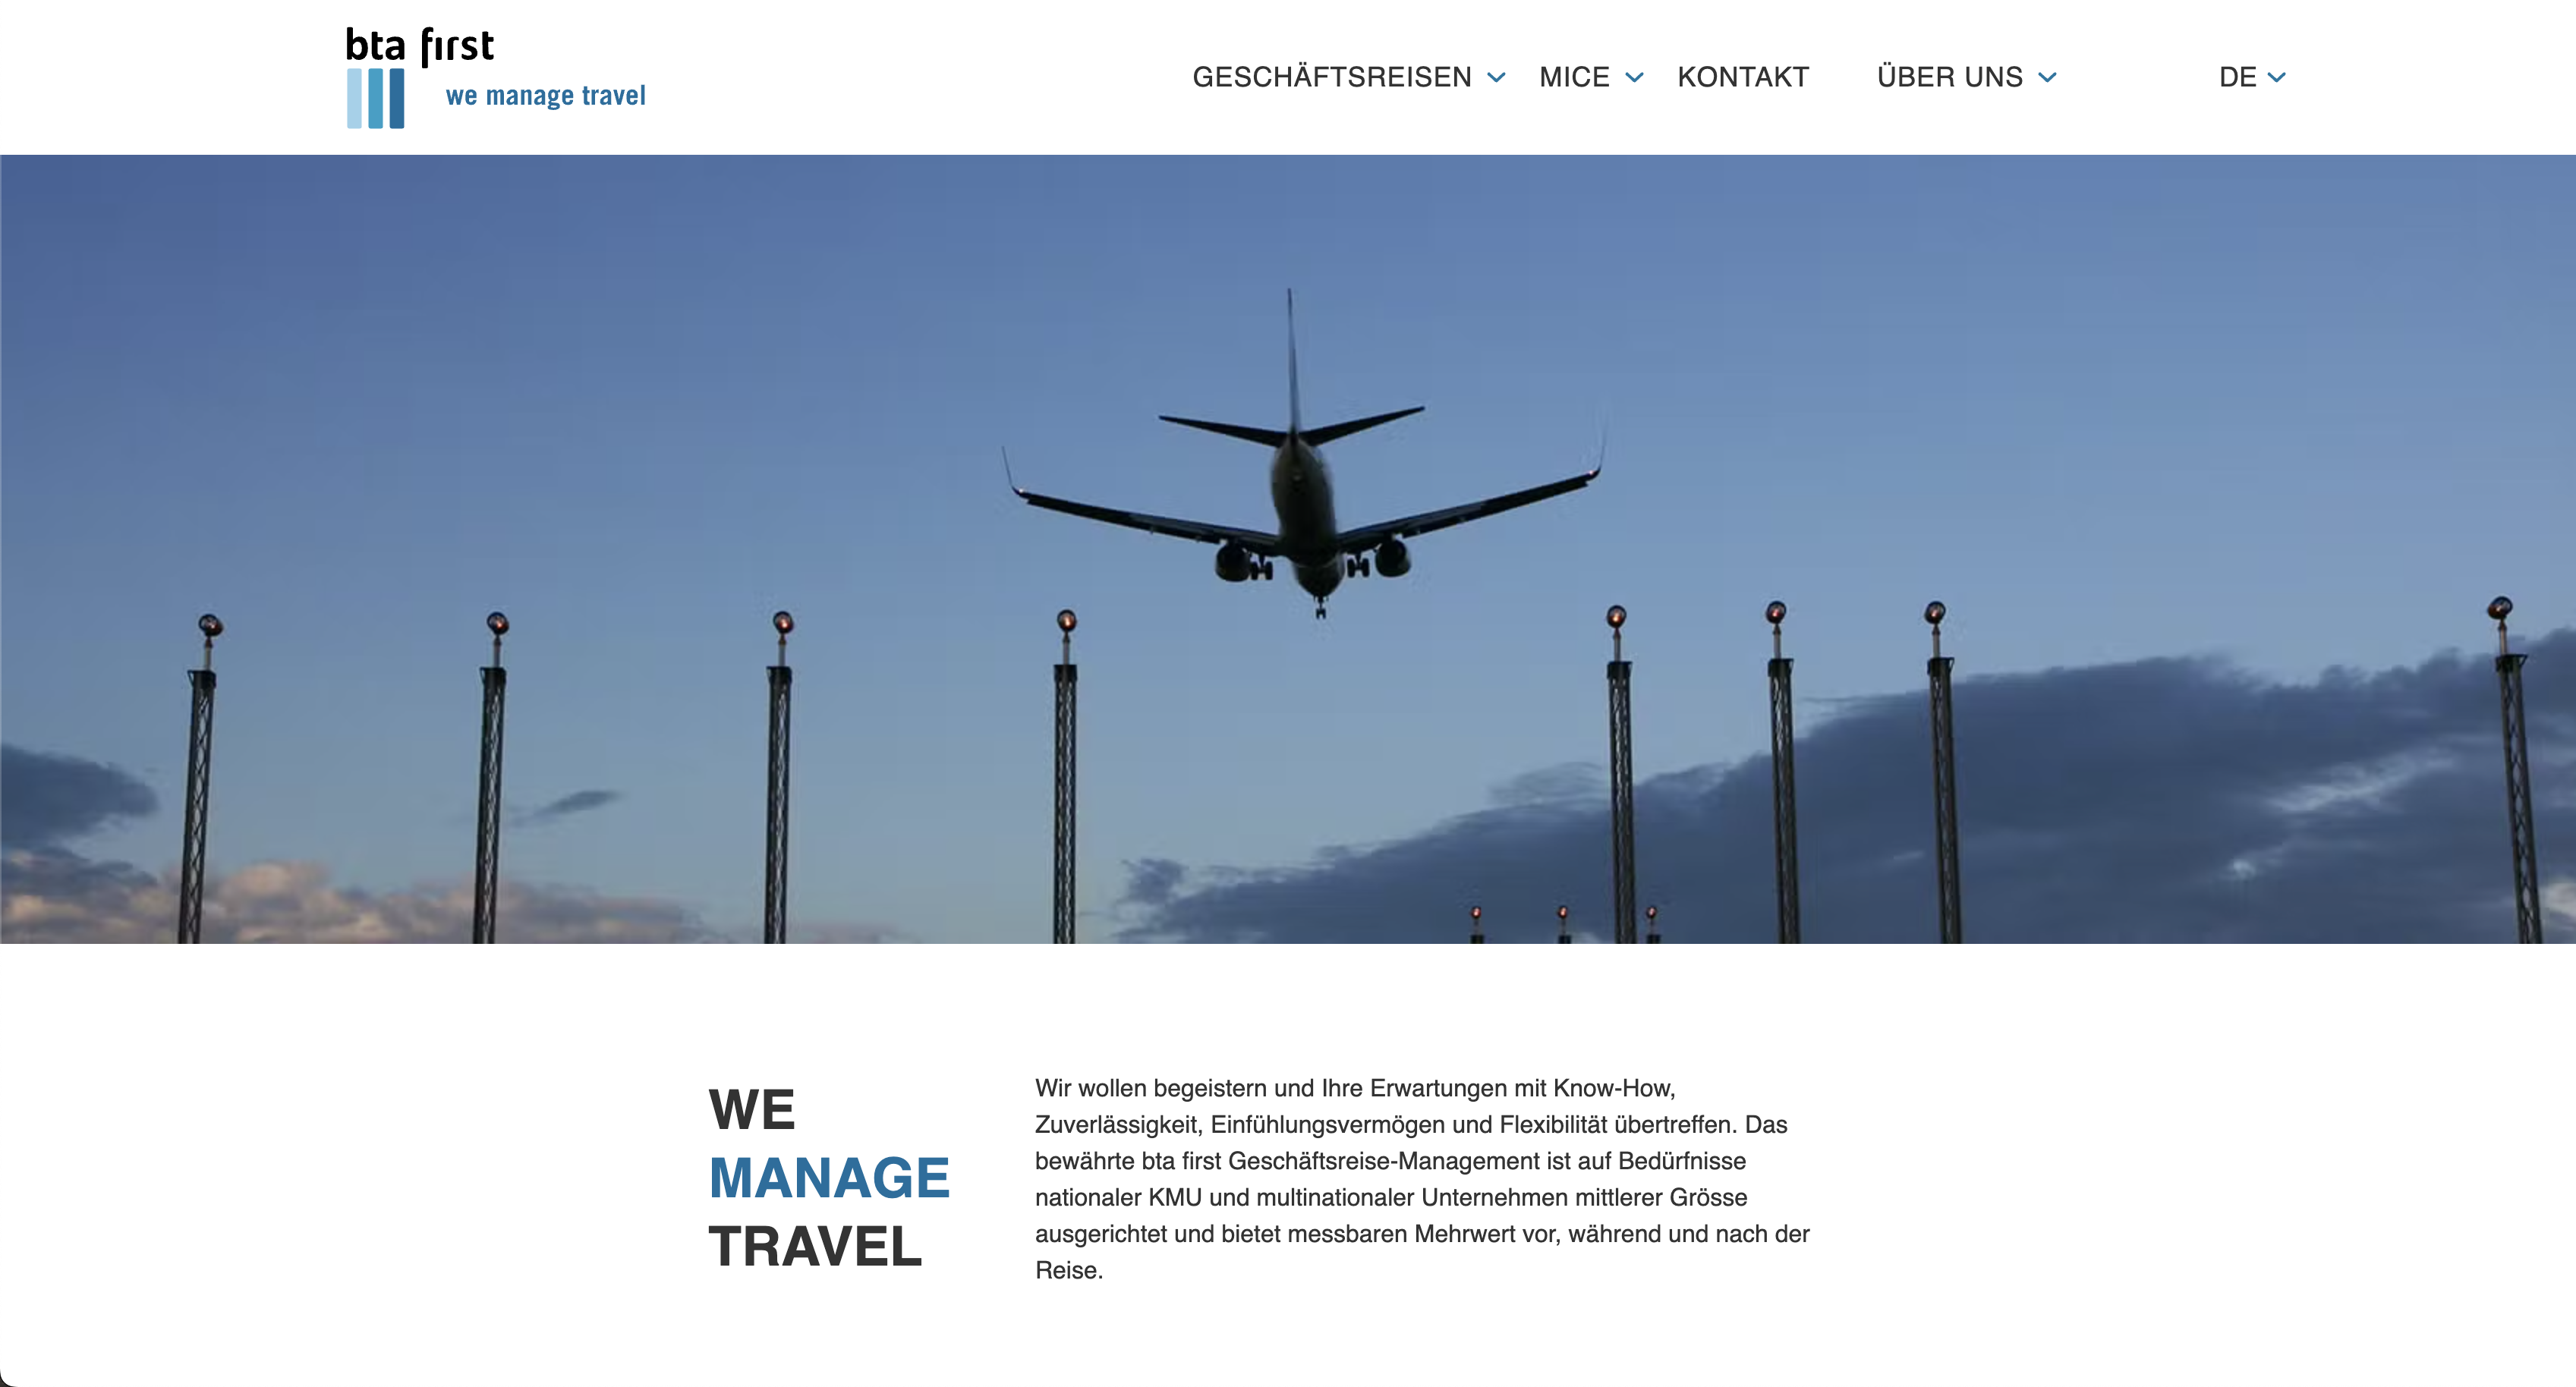 bta first
we manage travel
GESCHÄFTSREISEN
MICE
KONTAKT
ÜBER UNS
DE
WE
MANAGE
TRAVEL
Wir wollen begeistern und Ihre Erwartungen mit Know-How,
Zuverlässigkeit, Einfühlungsvermögen und Flexibilität übertreffen. Das
bewährte bta first Geschäftsreise-Management ist auf Bedürfnisse
nationaler KMU und multinationaler Unternehmen mittlerer Grösse
ausgerichtet und bietet messbaren Mehrwert vor, während und nach der
Reise.